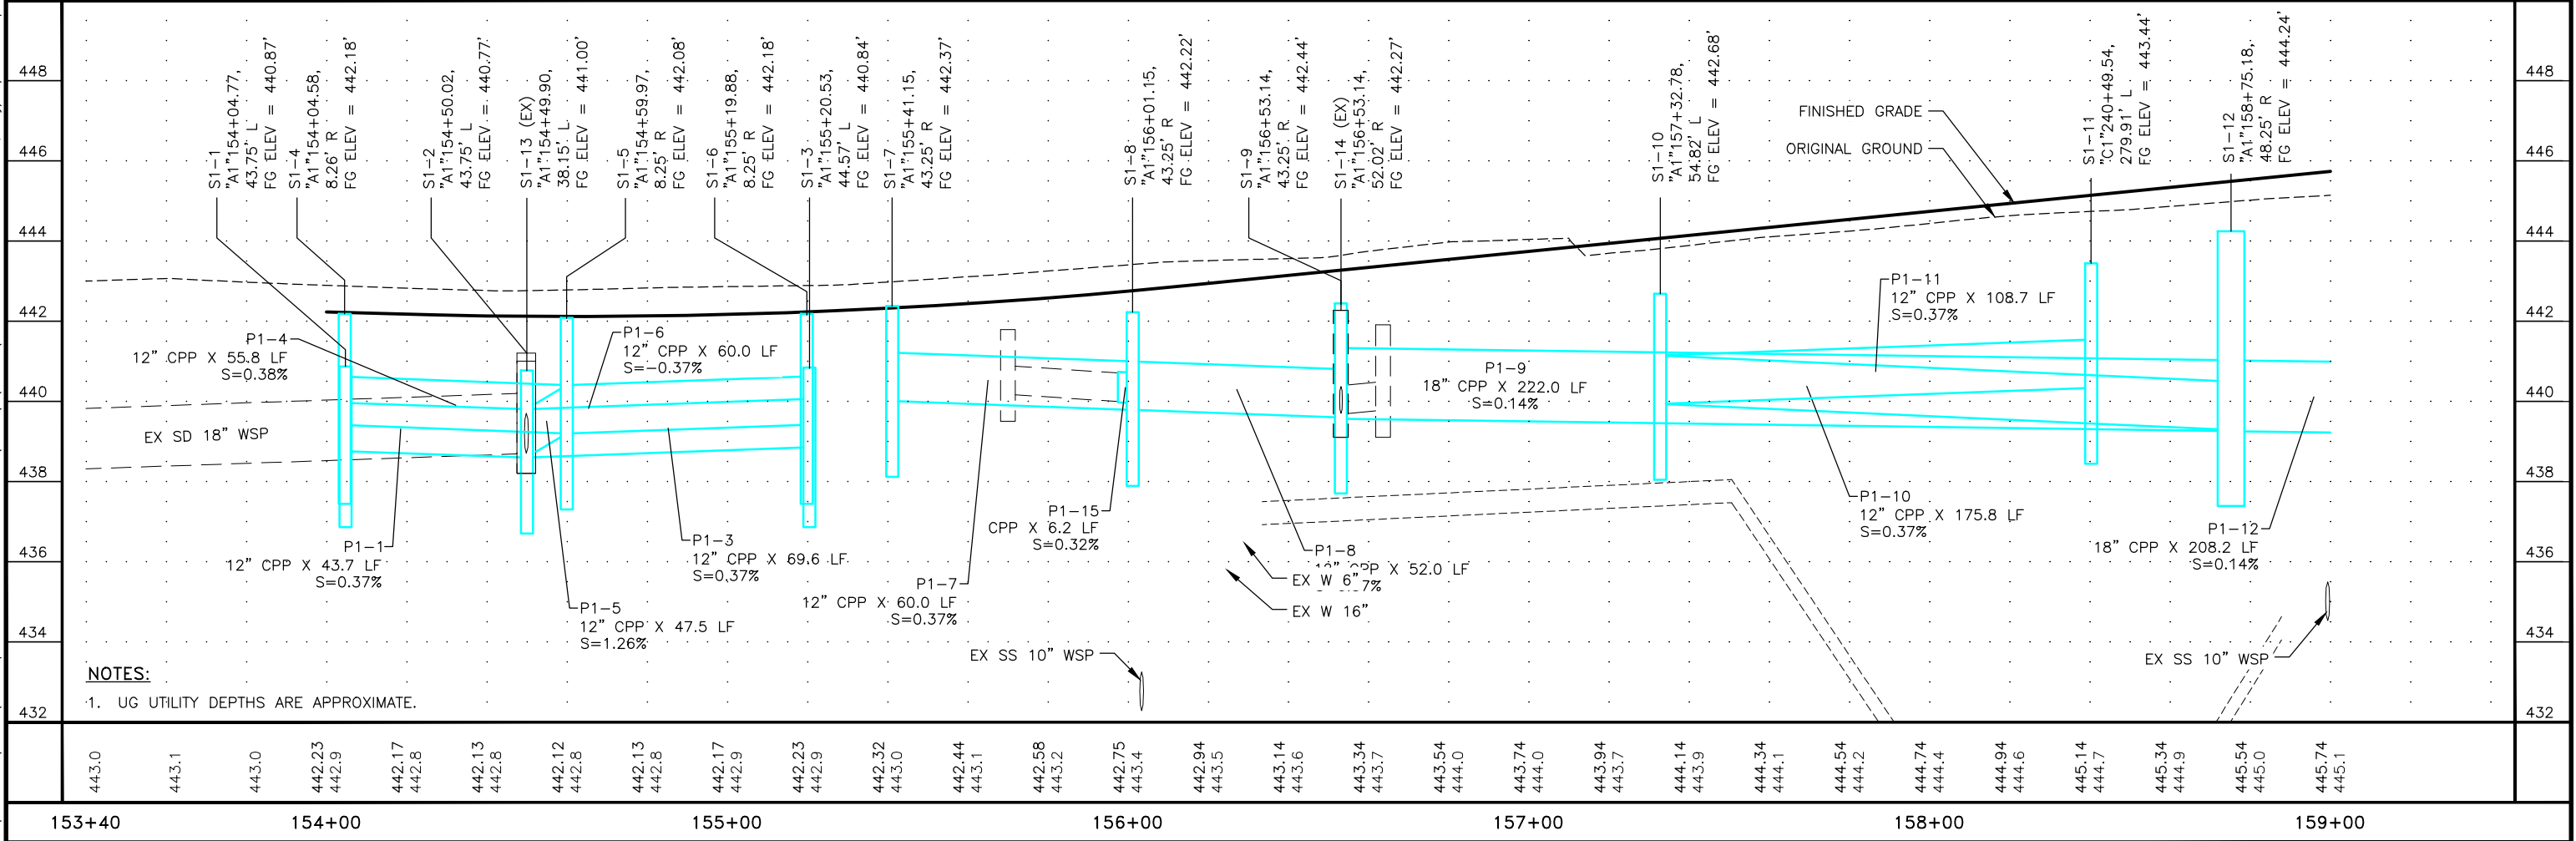 S1-1
"A1"154+04.77,
43.75' L
FG ELEV = 440.87'
S1-4
"A1"154+04.58,
8.26' R
FG ELEV = 442.18'
S1-2
"A1"154+50.02,
43.75' L
FG ELEV = 440.77'
S1-13 (EX)
"A1"154+49.90,
38.15' L
FG ELEV = 441.00'
S1-5
"A1"154+59.97,
8.25' R
FG ELEV = 442.08'
S1-6
"A1"155+19.88,
8.25' R
FG ELEV = 442.18'
S1-3
"A1"155+20.53,
44.57' L
FG ELEV = 440.84'
S1-7
"A1"155+41.15,
43.25' R
FG ELEV = 442.37'
S1-8
"A1"156+01.15,
43.25' R
FG ELEV = 442.22'
S1-9
"A1"156+53.14,
43.25' R
FG ELEV = 442.44'
S1-14 (EX)
"A1"156+53.14,
52.02' R
FG ELEV = 442.27'
S1-10
"A1"157+32.78,
54.82' L
FG ELEV = 442.68'
FINISHED GRADE
ORIGINAL GROUND
S1-11
"C1"240+49.54,
279.91' L
FG ELEV = 443.44'
S1-12
"A1"158+75.18,
48.25' R
FG ELEV = 444.24'
448
446
444
442
440
438
436
434
432
448
446
444
442
440
438
436
434
432
P1-4
12" CPP X 55.8 LF
S=0.38%
P1-6
12" CPP X 60.0 LF
S=-0.37%
P1-9
18" CPP X 222.0 LF
S=0.14%
P1-11
12" CPP X 108.7 LF
S=0.37%
EX SD 18" WSP
P1-1
12" CPP X 43.7 LF
S=0.37%
P1-3
12" CPP X 69.6 LF
S=0.37%
P1-5
12" CPP X 47.5 LF
S=1.26%
P1-7
12" CPP X 60.0 LF
S=0.37%
P1-15
CPP X 6.2 LF
S=0.32%
P1-8
CPP X 52.0 LF
7%
EX W 6"
EX W 16"
P1-10
12" CPP X 175.8 LF
S=0.37%
P1-12
18" CPP X 208.2 LF
S=0.14%
EX SS 10" WSP
EX SS 10" WSP
NOTES:
1. UG UTILITY DEPTHS ARE APPROXIMATE.
443.0
443.1
443.0
442.23
442.9
442.17
442.8
442.13
442.8
442.12
442.8
442.13
442.8
442.17
442.9
442.23
442.9
442.32
443.0
442.44
443.1
442.58
443.2
442.75
443.4
442.94
443.5
443.14
443.6
443.34
443.7
443.54
444.0
443.74
444.0
443.94
443.7
444.14
443.9
444.34
444.1
444.54
444.2
444.74
444.4
444.94
444.6
445.14
444.7
445.34
444.9
445.54
445.0
445.74
445.1
153+40
154+00
155+00
156+00
157+00
158+00
159+00